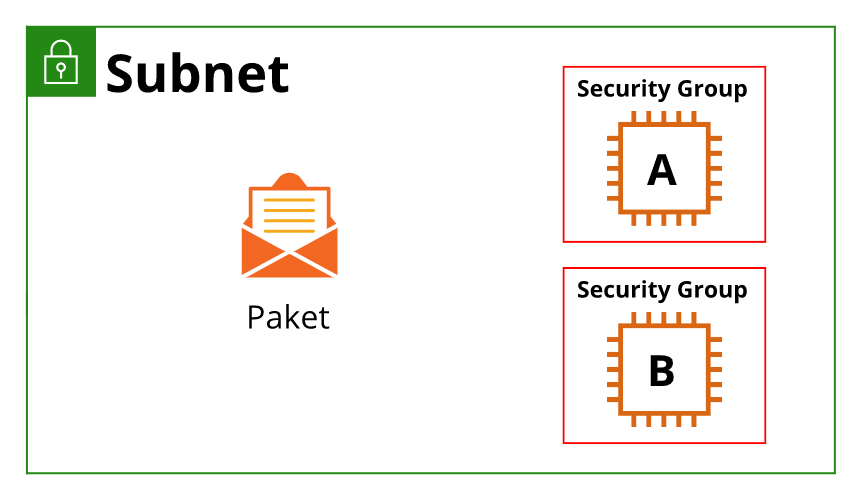 Subnet
Security Group
A
Paket
Security Group
B